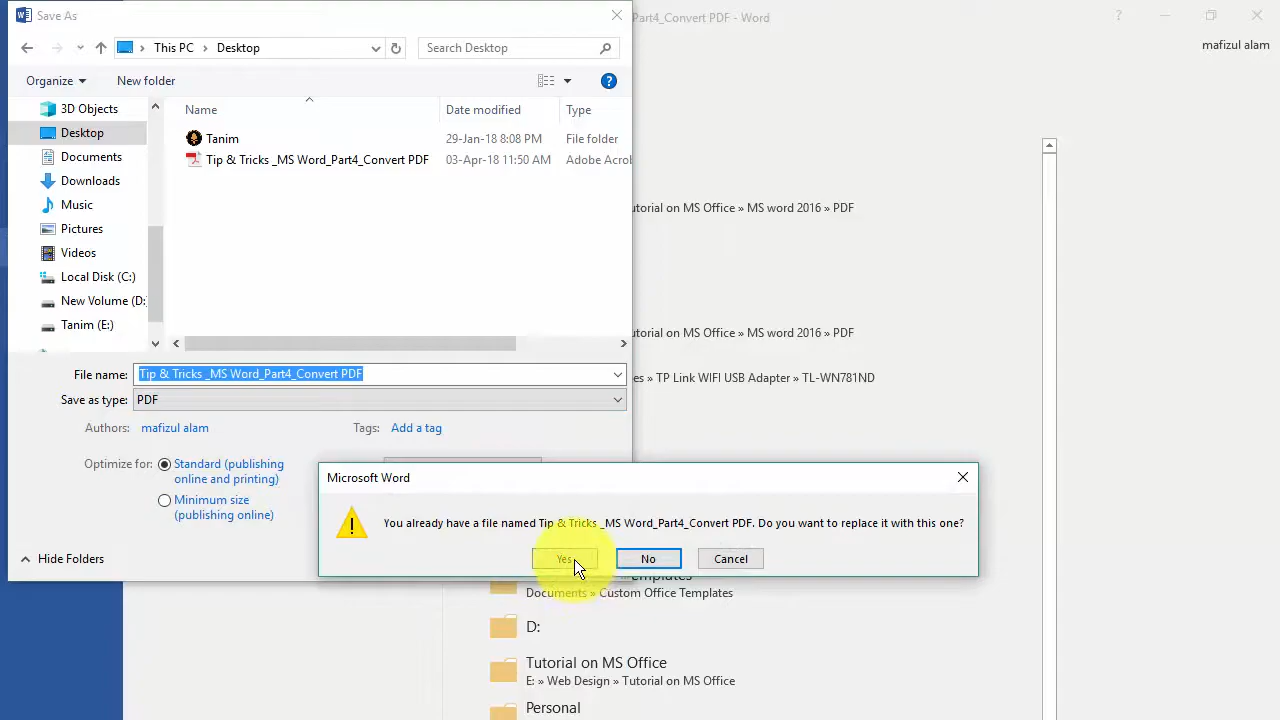 Save As
Part4_Convert PDF - Word
mafizul alam
This PC > Desktop
Search Desktop
Organize
New folder
Name
Date modified
Type
3D Objects
Desktop
Documents
Downloads
Music
Pictures
Videos
Local Disk (C:)
New Volume (D:
Tanim (E:)
Tanim 29-Jan-18 8:08 PM File folder
Tip & Tricks _MS Word_Part4_Convert PDF 03-Apr-18 11:50 AM Adobe Acrob
utorial on MS Office » MS word 2016 » PDF
utorial on MS Office » MS word 2016 » PDF
es » TP Link WIFI USB Adapter » TL-WN781ND
File name: Tip & Tricks _MS Word_Part4_Convert PDF
Save as type: PDF
Authors: mafizul alam
Tags: Add a tag
Optimize for: Standard (publishing
online and printing)
Minimum size
(publishing online)
Hide Folders
Microsoft Word
You already have a file named Tip & Tricks _MS Word_Part4_Convert PDF. Do you want to replace it with this one?
Yes
No
Cancel
Documents » Custom Office Templates
D:
Tutorial on MS Office
E: » Web Design » Tutorial on MS Office
Personal